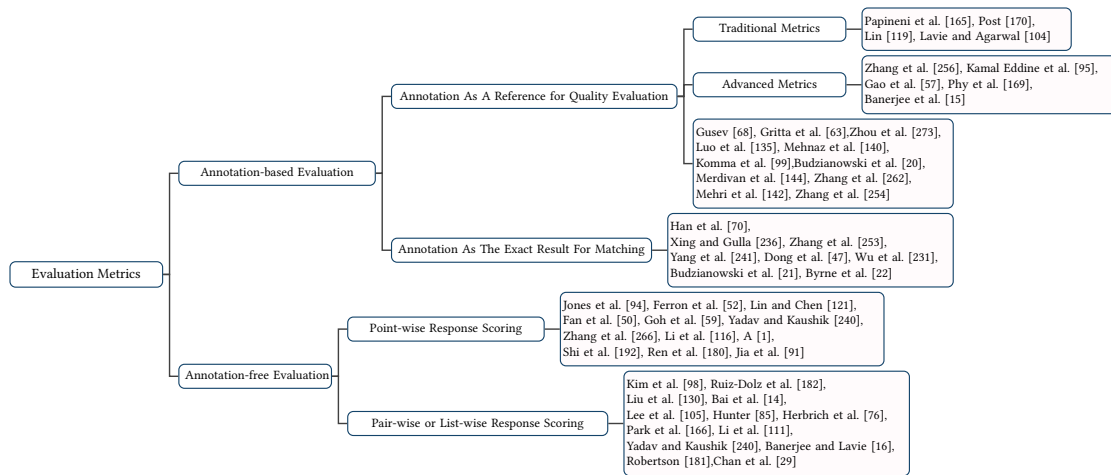 Evaluation Metrics
Annotation-based Evaluation
Annotation As A Reference for Quality Evaluation
Traditional Metrics
Papineni et al. [165], Post [170],
Lin [119], Lavie and Agarwal [104]
Advanced Metrics
Zhang et al. [256], Kamal Eddine et al. [95],
Gao et al. [57], Phy et al. [169],
Banerjee et al. [15]
Gusev [68], Gritta et al. [63],Zhou et al. [273],
Luo et al. [135], Mehnaz et al. [140],
Komma et al. [99],Budzianowski et al. [20],
Merdivan et al. [144], Zhang et al. [262],
Mehri et al. [142], Zhang et al. [254]
Annotation As The Exact Result For Matching
Han et al. [70],
Xing and Gulla [236], Zhang et al. [253],
Yang et al. [241], Dong et al. [47], Wu et al. [231],
Budzianowski et al. [21], Byrne et al. [22]
Annotation-free Evaluation
Point-wise Response Scoring
Jones et al. [94], Ferron et al. [52], Lin and Chen [121],
Fan et al. [50], Goh et al. [59], Yadav and Kaushik [240],
Zhang et al. [266], Li et al. [116], A [1],
Shi et al. [192], Ren et al. [180], Jia et al. [91]
Pair-wise or List-wise Response Scoring
Kim et al. [98], Ruiz-Dolz et al. [182],
Liu et al. [130], Bai et al. [14],
Lee et al. [105], Hunter [85], Herbrich et al. [76],
Park et al. [166], Li et al. [111],
Yadav and Kaushik [240], Banerjee and Lavie [16],
Robertson [181],Chan et al. [29]